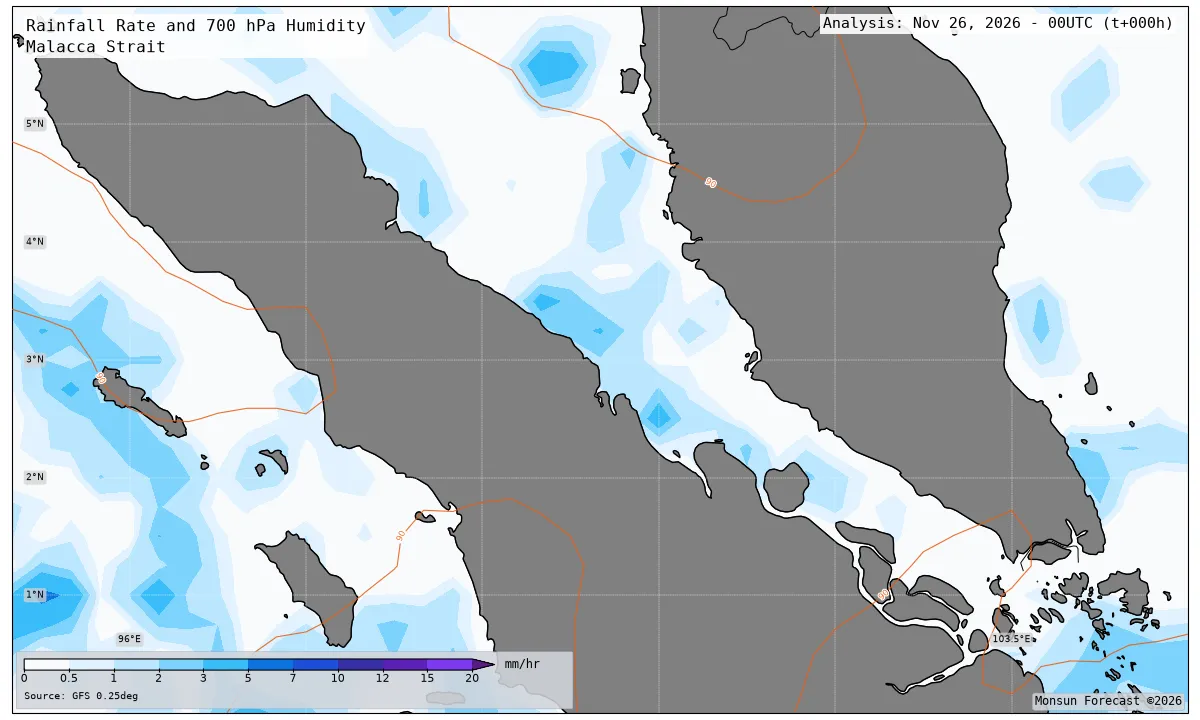 Rainfall Rate and 700 hPa Humidity
Malacca Strait
Analysis: Nov 26, 2026 - 00UTC (t+000h)
5°N
90
4°N
3°N
90
2°N
90
1°N
90
96°E
103.5°E
mm/hr
0 0.5 1 2 3 5 7 10 12 15 20
Source: GFS 0.25deg
Monsun Forecast ©2026